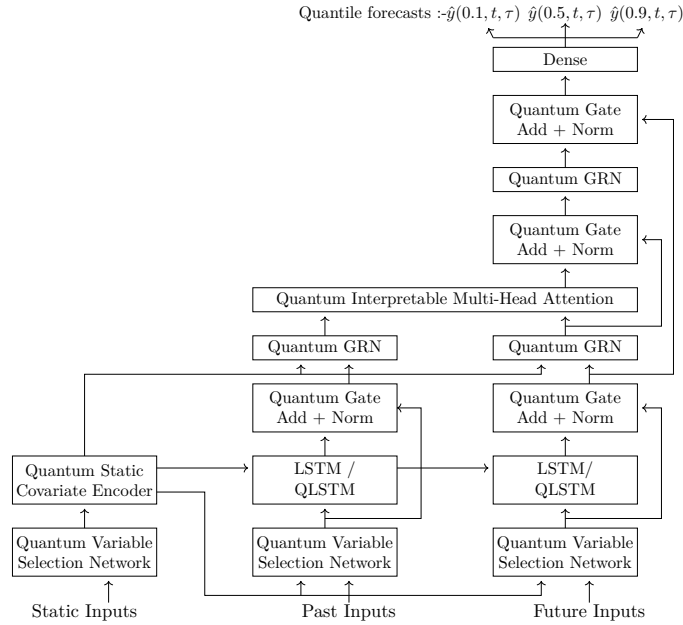 Quantile forecasts :-ŷ(0.1, t, τ) ŷ(0.5, t, τ) ŷ(0.9, t, τ)
Dense
Quantum Gate
Add + Norm
Quantum GRN
Quantum Gate
Add + Norm
Quantum Interpretable Multi-Head Attention
Quantum GRN
Quantum GRN
Quantum Gate
Add + Norm
Quantum Gate
Add + Norm
Quantum Static
Covariate Encoder
LSTM /
QLSTM
LSTM/
QLSTM
Quantum Variable
Selection Network
Quantum Variable
Selection Network
Quantum Variable
Selection Network
Static Inputs
Past Inputs
Future Inputs